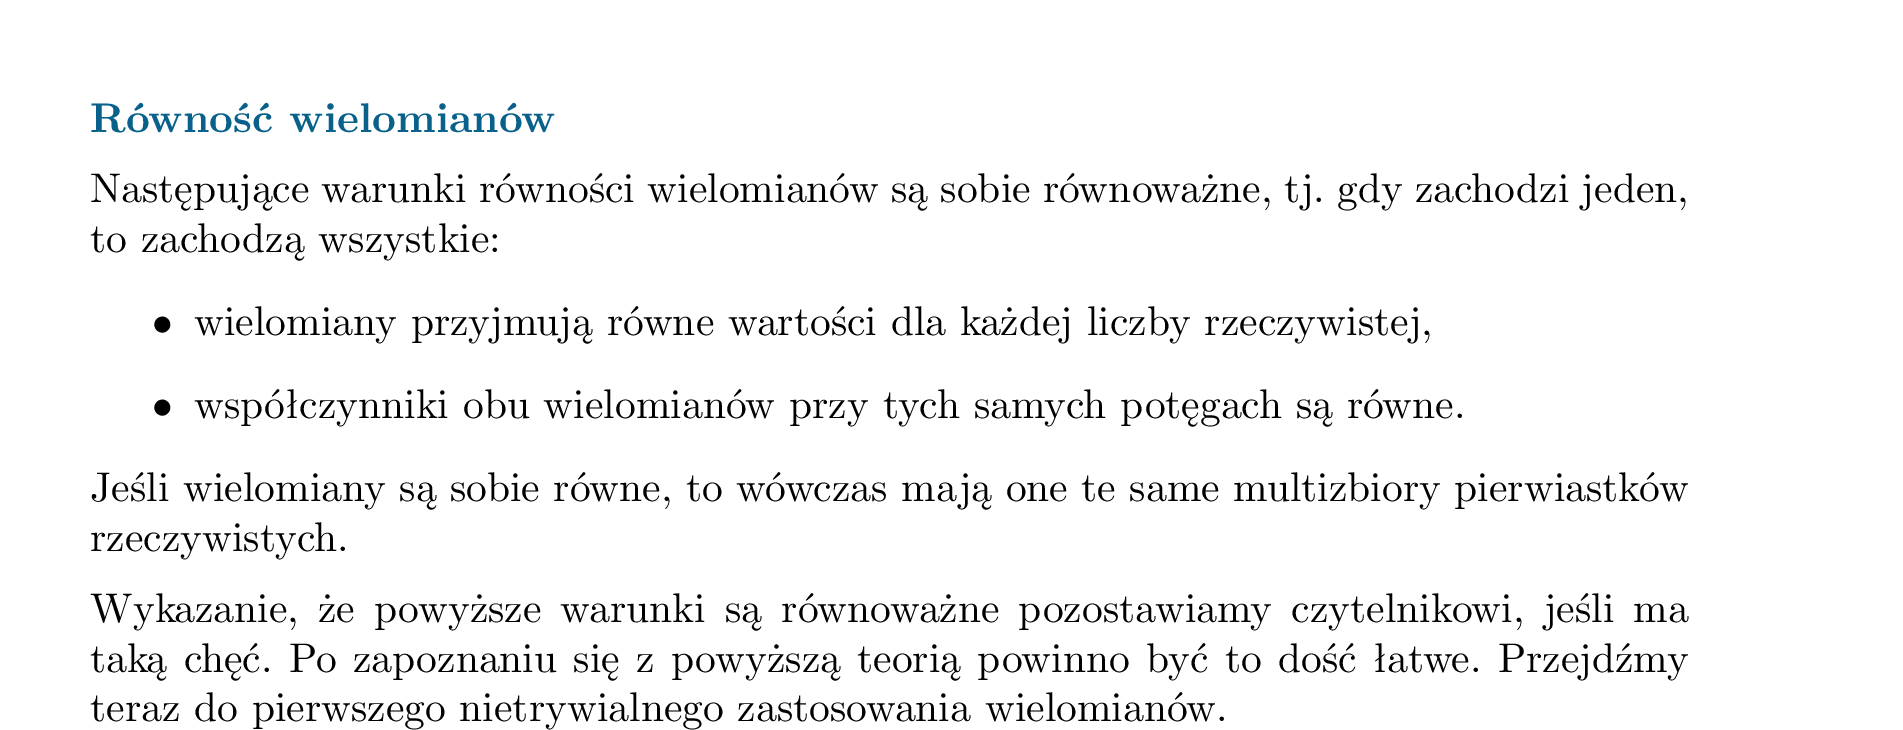 Równość wielomianów
Następujące warunki równości wielomianów są sobie równoważne, tj. gdy zachodzi jeden,
to zachodzą wszystkie:
• wielomiany przyjmują równe wartości dla każdej liczby rzeczywistej,
• współczynniki obu wielomianów przy tych samych potęgach są równe.
Jeśli wielomiany są sobie równe, to wówczas mają one te same multizbiory pierwiastków
rzeczywistych.
Wykazanie, że powyższe warunki są równoważne pozostawiamy czytelnikowi, jeśli ma
taką chęć. Po zapoznaniu się z powyższą teorią powinno być to dość łatwe. Przejdźmy
teraz do pierwszego nietrywialnego zastosowania wielomianów.